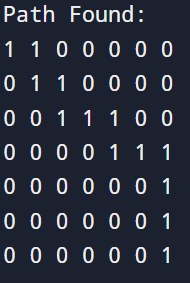 Path Found:
1 1 0 0 0 0 0
0 1 1 0 0 0 0
0 0 1 1 1 0 0
0 0 0 0 1 1 1
0 0 0 0 0 0 1
0 0 0 0 0 0 1
0 0 0 0 0 0 1